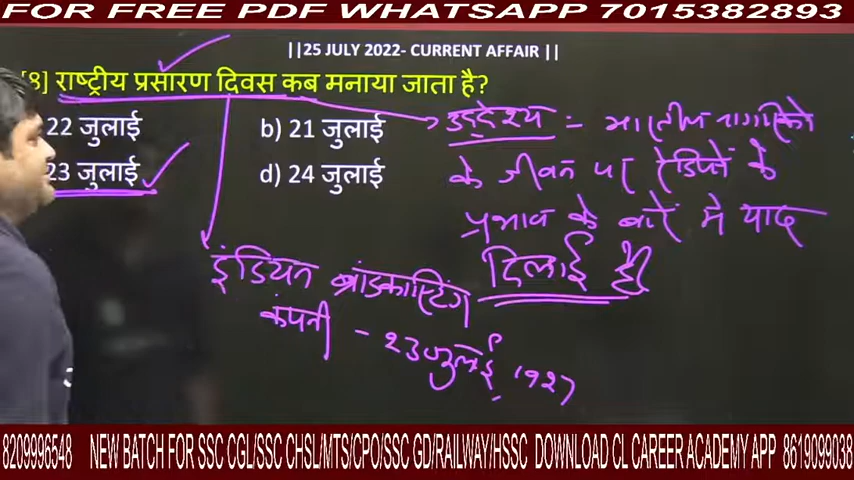 FOR FREE PDF WHATSAPP 7015382893
||25 JULY 2022- CURRENT AFFAIR ||
[8] राष्ट्रीय प्रसारण दिवस कब मनाया जाता है?
22 जुलाई
b) 21 जुलाई
23 जुलाई
d) 24 जुलाई
उद्देश्य = भारतीय नागरिको
के जीवन पर रेडियो के
प्रभाव के बारे मे याद
दिलाई है।
इंडियन ब्रांडकास्टिंग
कंपनी - 23 जुलाई, 1927
8209996548 NEW BATCH FOR SSC CGL/SSC CHSL/MTS/CPO/SSC GD/RAILWAY/HSSC DOWNLOAD CL CAREER ACADEMY APP 8619099038